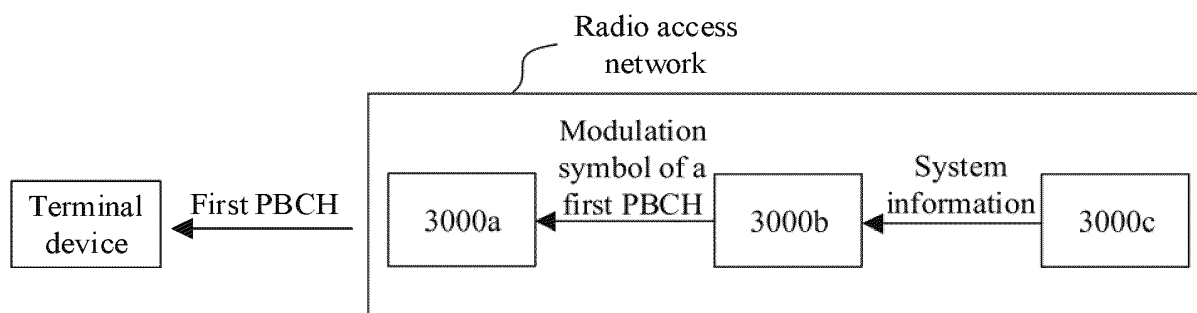 Radio access
network
Modulation
symbol of a
first PBCH
System
information
Terminal
device
First PBCH
3000a
3000b
3000c